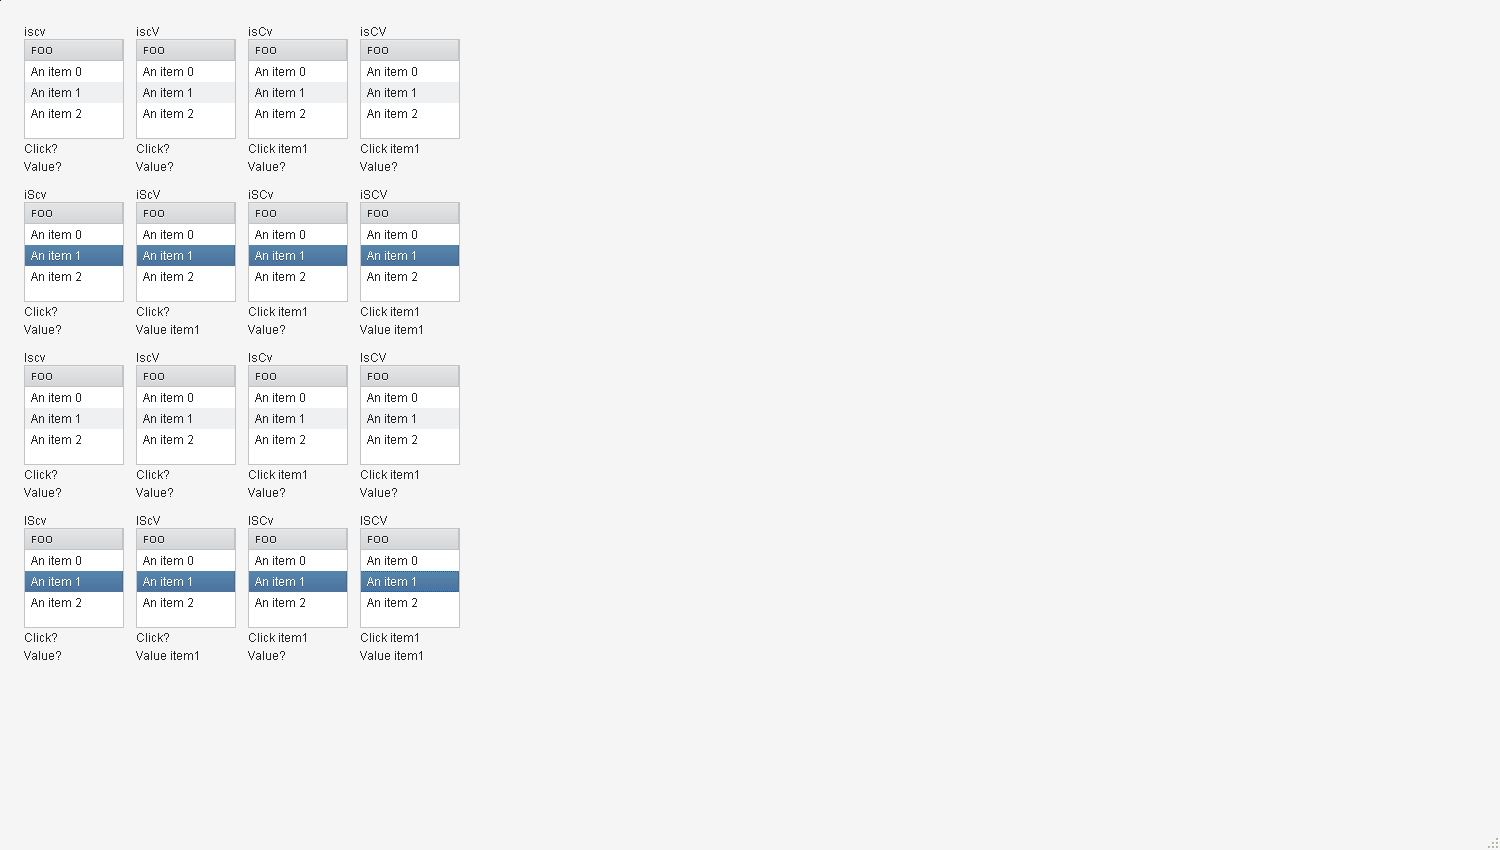 iscv iscV isCv isCV
FOO FOO FOO FOO
An item 0 An item 0 An item 0 An item 0
An item 1 An item 1 An item 1 An item 1
An item 2 An item 2 An item 2 An item 2
Click? Click? Click item1 Click item1
Value? Value? Value? Value?
iScv iScV iSCv iSCV
FOO FOO FOO FOO
An item 0 An item 0 An item 0 An item 0
An item 1 An item 1 An item 1 An item 1
An item 2 An item 2 An item 2 An item 2
Click? Click? Click item1 Click item1
Value? Value item1 Value? Value item1
Iscv IscV IsCv IsCV
FOO FOO FOO FOO
An item 0 An item 0 An item 0 An item 0
An item 1 An item 1 An item 1 An item 1
An item 2 An item 2 An item 2 An item 2
Click? Click? Click item1 Click item1
Value? Value? Value? Value?
IScv IScV ISCv ISCV
FOO FOO FOO FOO
An item 0 An item 0 An item 0 An item 0
An item 1 An item 1 An item 1 An item 1
An item 2 An item 2 An item 2 An item 2
Click? Click? Click item1 Click item1
Value? Value item1 Value? Value item1